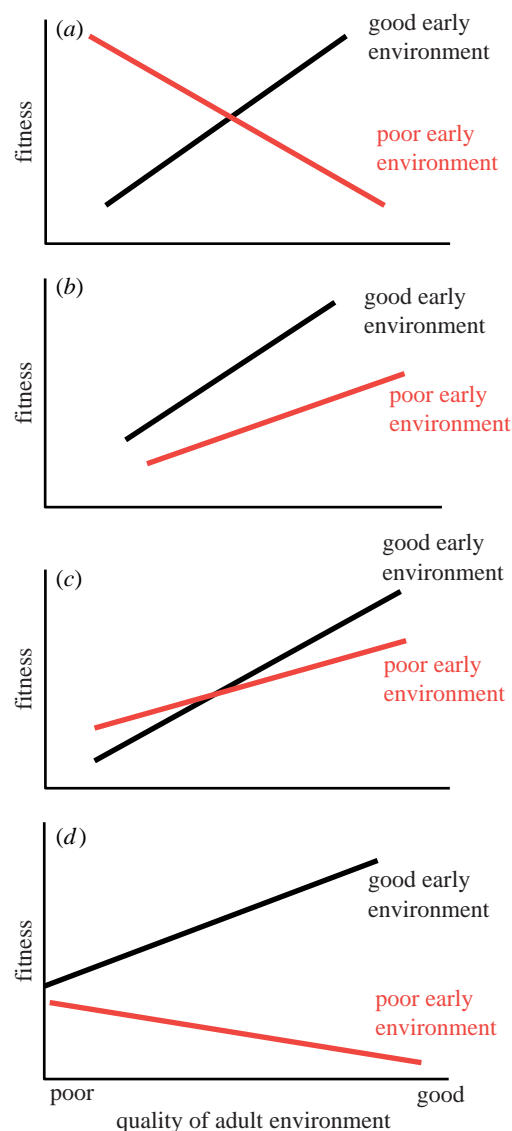 (a)
good early
environment
poor early
environment
fitness
(b)
good early
environment
poor early
environment
fitness
(c)
good early
environment
poor early
environment
fitness
(d)
good early
environment
poor early
environment
fitness
poor
good
quality of adult environment